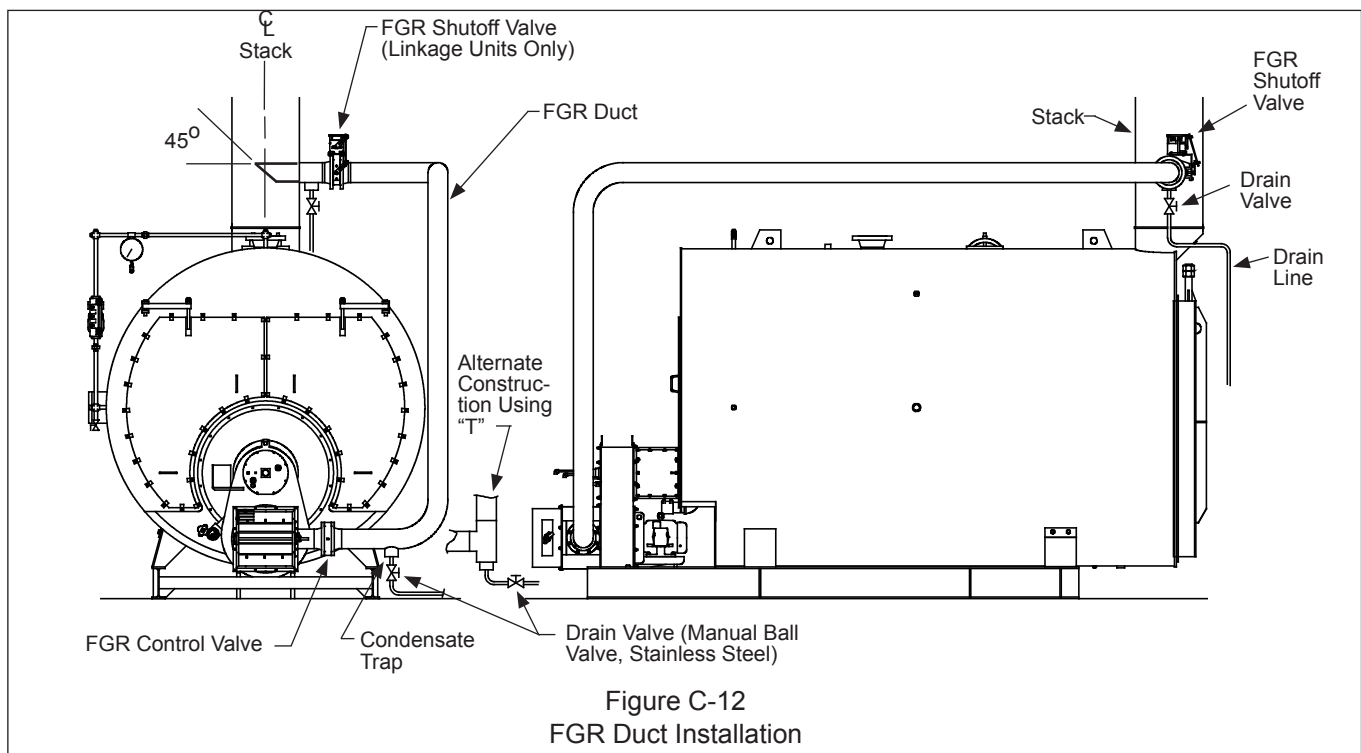 ℄
Stack
FGR Shutoff Valve
(Linkage Units Only)
FGR Duct
45º
Stack
FGR
Shutoff
Valve
Drain
Valve
Drain
Line
Alternate
Construc-
tion Using
“T”
FGR Control Valve
Condensate
Trap
Drain Valve (Manual Ball
Valve, Stainless Steel)
Figure C-12
FGR Duct Installation